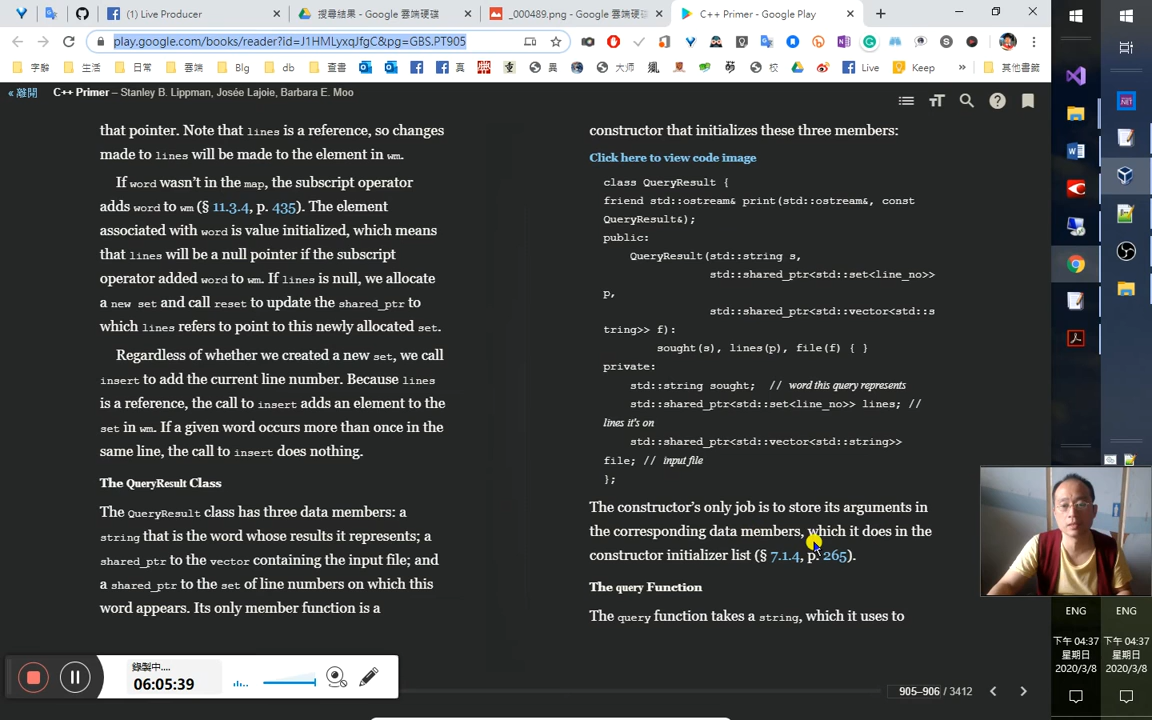 (1) Live Producer
搜尋結果 - Google 雲端硬碟
_000489.png - Google 雲端硬碟
C++ Primer - Google Play
play.google.com/books/reader?id=J1HMLyxqJfgC&pg=GBS.PT905
字辭
生活
日常
雲端
Blg
db
查書
真
異
大师
校
Live
Keep
»
其他書籤
« 離開
C++ Primer – Stanley B. Lippman, Josée Lajoie, Barbara E. Moo
that pointer. Note that lines is a reference, so changes
made to lines will be made to the element in wm.
If word wasn't in the map, the subscript operator
adds word to wm (§ 11.3.4, p. 435). The element
associated with word is value initialized, which means
that lines will be a null pointer if the subscript
operator added word to wm. If lines is null, we allocate
a new set and call reset to update the shared_ptr to
which lines refers to point to this newly allocated set.
Regardless of whether we created a new set, we call
insert to add the current line number. Because lines
is a reference, the call to insert adds an element to the
set in wm. If a given word occurs more than once in the
same line, the call to insert does nothing.
The QueryResult Class
The QueryResult class has three data members: a
string that is the word whose results it represents; a
shared_ptr to the vector containing the input file; and
a shared_ptr to the set of line numbers on which this
word appears. Its only member function is a
constructor that initializes these three members:
Click here to view code image
class QueryResult {
friend std::ostream& print(std::ostream&, const
QueryResult&);
public:
QueryResult(std::string s,
std::shared_ptr<std::set<line_no>>
p,
std::shared_ptr<std::vector<std::s
tring>> f):
sought(s), lines(p), file(f) { }
private:
std::string sought; // word this query represents
std::shared_ptr<std::set<line_no>> lines; //
lines it's on
std::shared_ptr<std::vector<std::string>>
file; // input file
};
The constructor's only job is to store its arguments in
the corresponding data members, which it does in the
constructor initializer list (§ 7.1.4, p. 265).
The query Function
The query function takes a string, which it uses to
905–906 / 3412
錄製中....
06:05:39
ENG
下午 04:37
星期日
2020/3/8
ENG
下午 04:37
星期日
2020/3/8